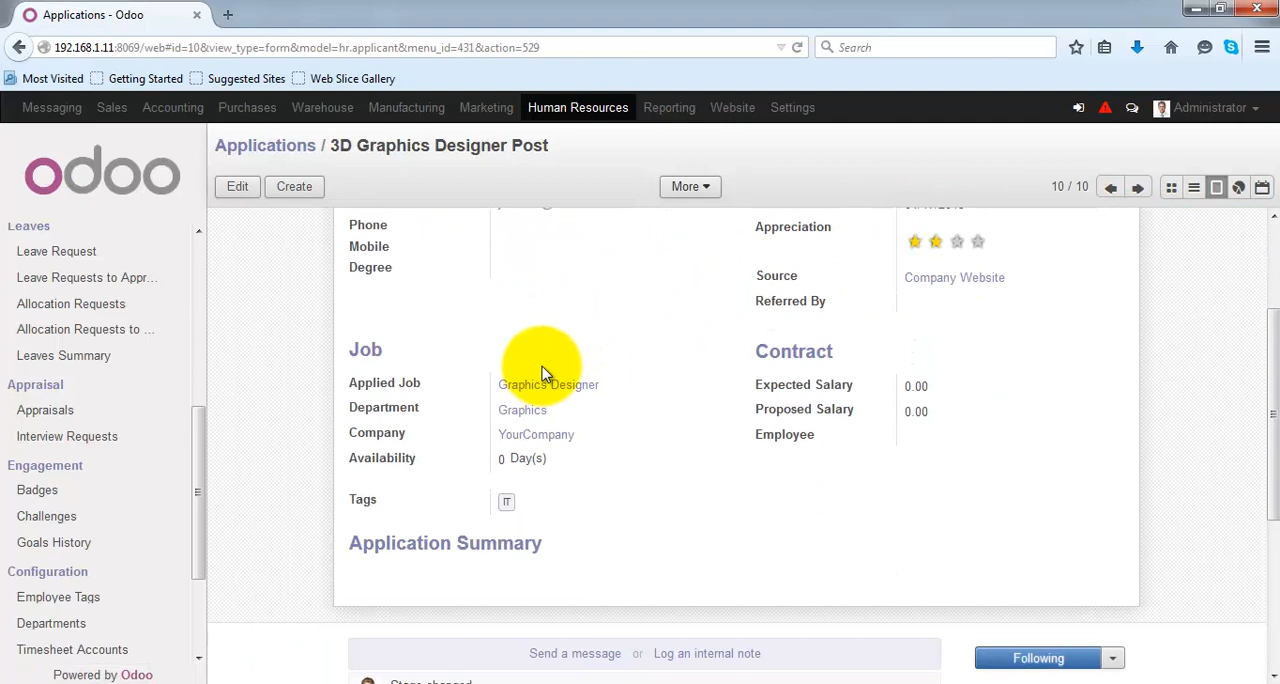 Applications - Odoo
192.168.1.11:8069/web#id=10&view_type=form&model=hr.applicant&menu_id=431&action=529
Search
Most Visited Getting Started Suggested Sites Web Slice Gallery
Messaging Sales Accounting Purchases Warehouse Manufacturing Marketing Human Resources Reporting Website Settings Administrator
odoo
Applications / 3D Graphics Designer Post
Edit Create More 10 / 10
Leaves
Leave Request
Leave Requests to Appr...
Allocation Requests
Allocation Requests to ...
Leaves Summary
Appraisal
Appraisals
Interview Requests
Engagement
Badges
Challenges
Goals History
Configuration
Employee Tags
Departments
Timesheet Accounts
Powered by Odoo
Phone
Mobile
Degree
Appreciation
Source Company Website
Referred By
Job
Applied Job Graphics Designer
Department Graphics
Company YourCompany
Availability 0 Day(s)
Tags IT
Contract
Expected Salary 0.00
Proposed Salary 0.00
Employee
Application Summary
Send a message or Log an internal note
Following
Stage changed